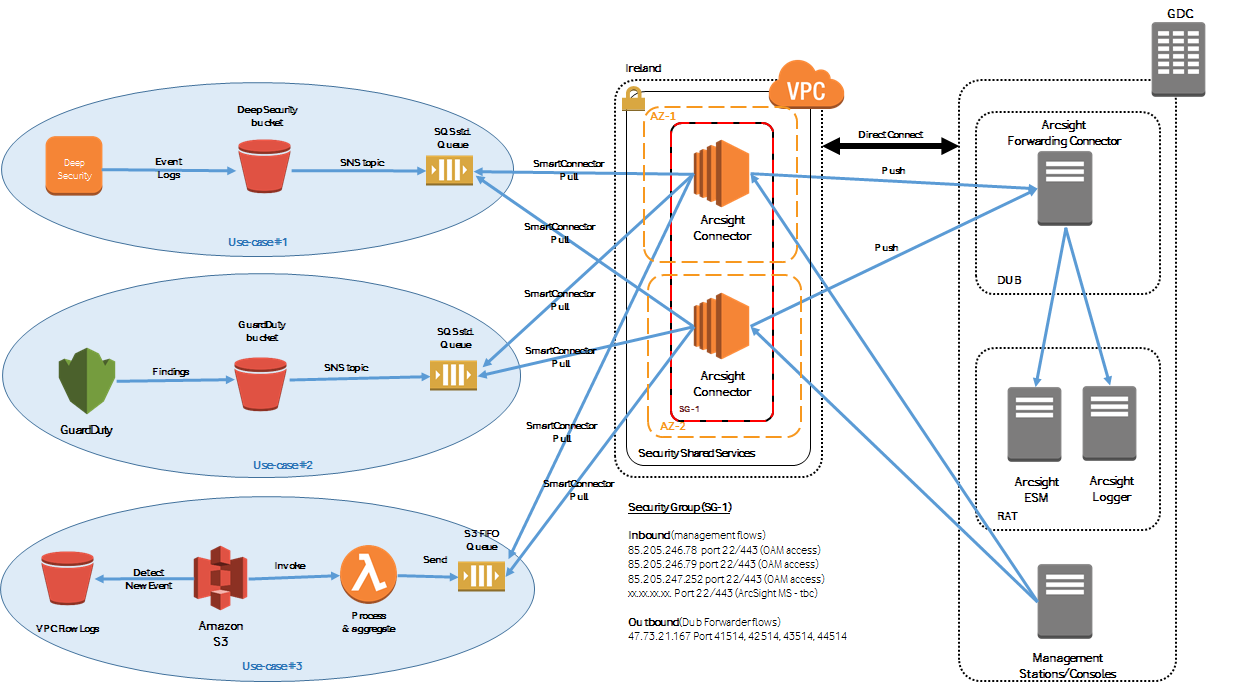 GDC
Ireland
VPC
AZ-1
Direct Connect
Arcsight
Forwarding Connector
Deep Security
bucket
SQS std.
Queue
Deep
Security
Event
Logs
SNS topic
SmartConnector
Pull
Push
Arcsight
Connector
Use-case #1
SmartConnector
Pull
Push
DUB
SmartConnector
Pull
GuardDuty
bucket
SQS std.
Queue
Findings
SNS topic
SmartConnector
Pull
Arcsight
Connector
SG-1
AZ-2
GuardDuty
Use-case #2
SmartConnector
Pull
Security Shared Services
Arcsight
ESM
Arcsight
Logger
RAT
SmartConnector
Pull
S3 FIFO
Queue
Detect
New Event
Invoke
Send
VPC Flow Logs
Amazon
S3
Process
& aggregate
Use-case #3
Security Group (SG-1)
Inbound (management flows)
85.205.246.78 port 22/443 (OAM access)
85.205.246.79 port 22/443 (OAM access)
85.205.247.252 port 22/443 (OAM access)
xx.xx.xx.xx. Port 22/443 (ArcSight MS - tbc)
Outbound (Dub Forwarder flows)
47.73.21.167 Port 41514, 42514, 43514, 44514
Management
Stations/Consoles